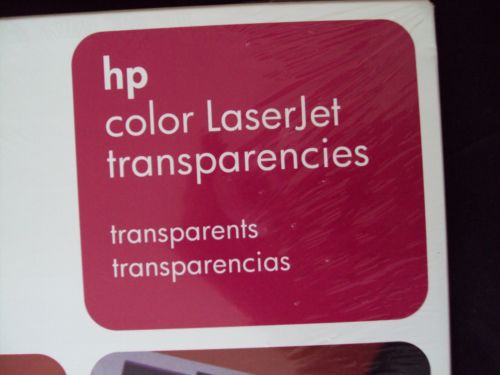 hp
color LaserJet
transparencies
transparents
transparencias